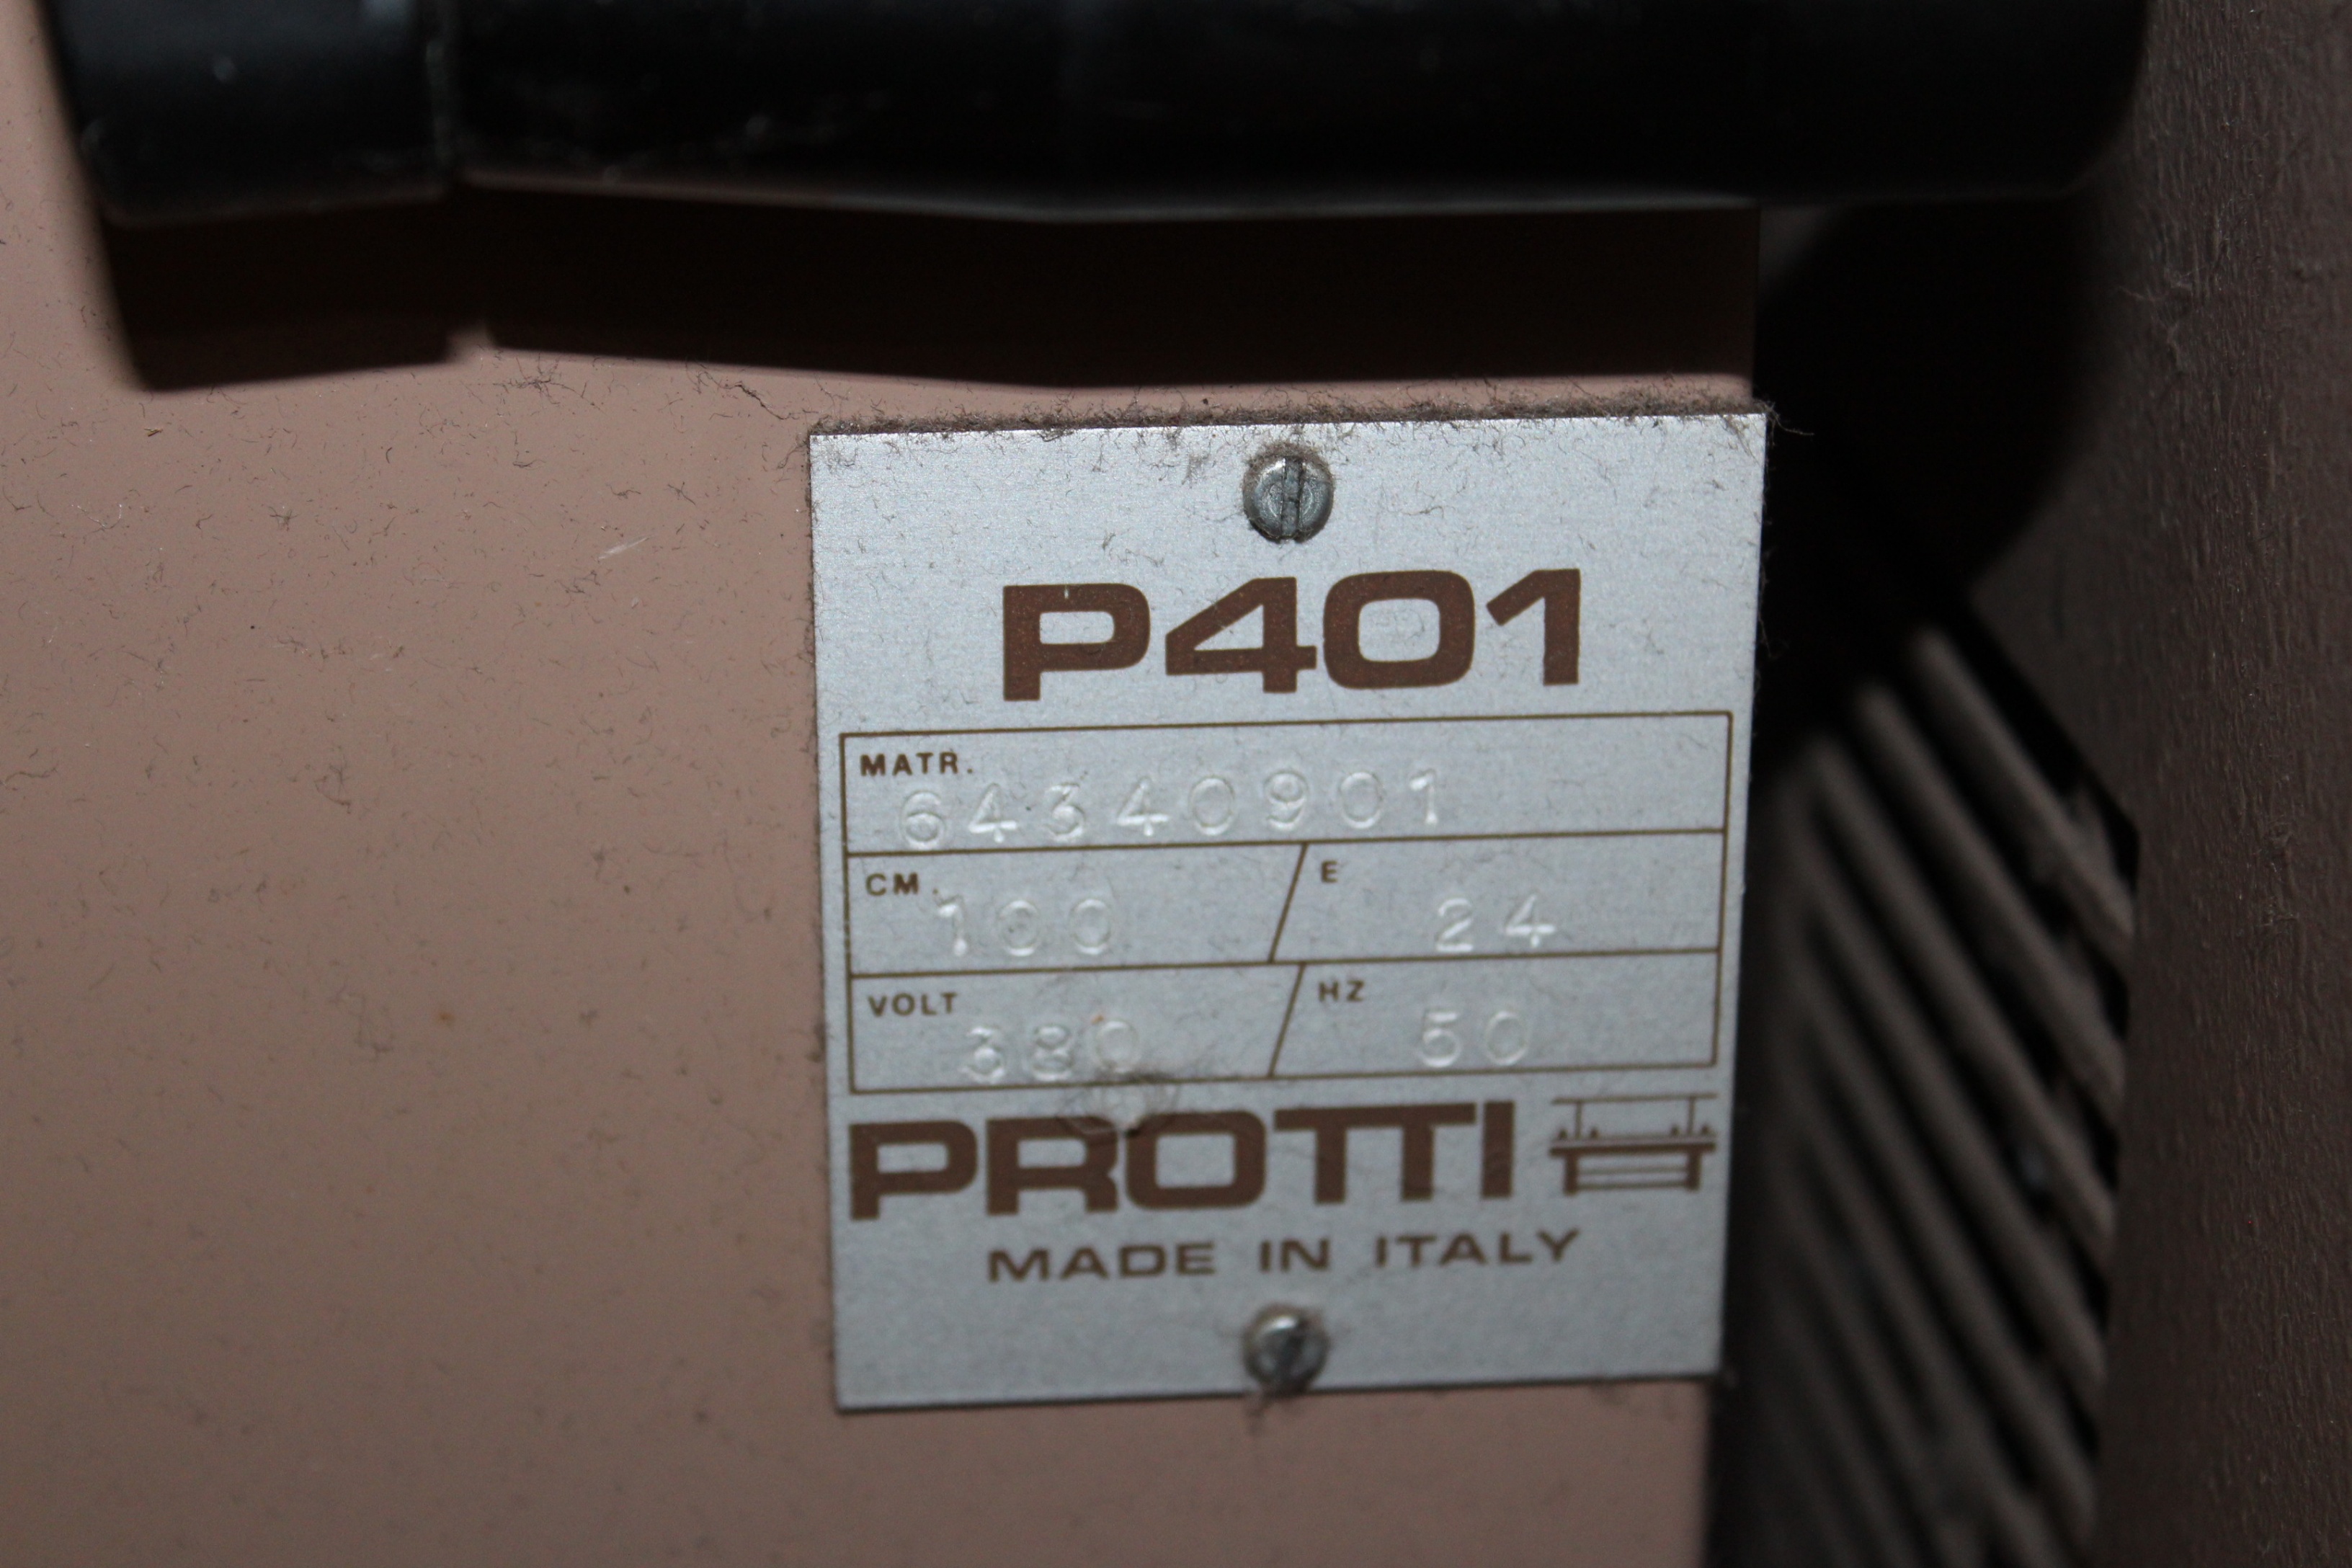 P401
MATR.
64340901
CM. 100 E 24
VOLT 380 HZ 50
PROTTI
MADE IN ITALY